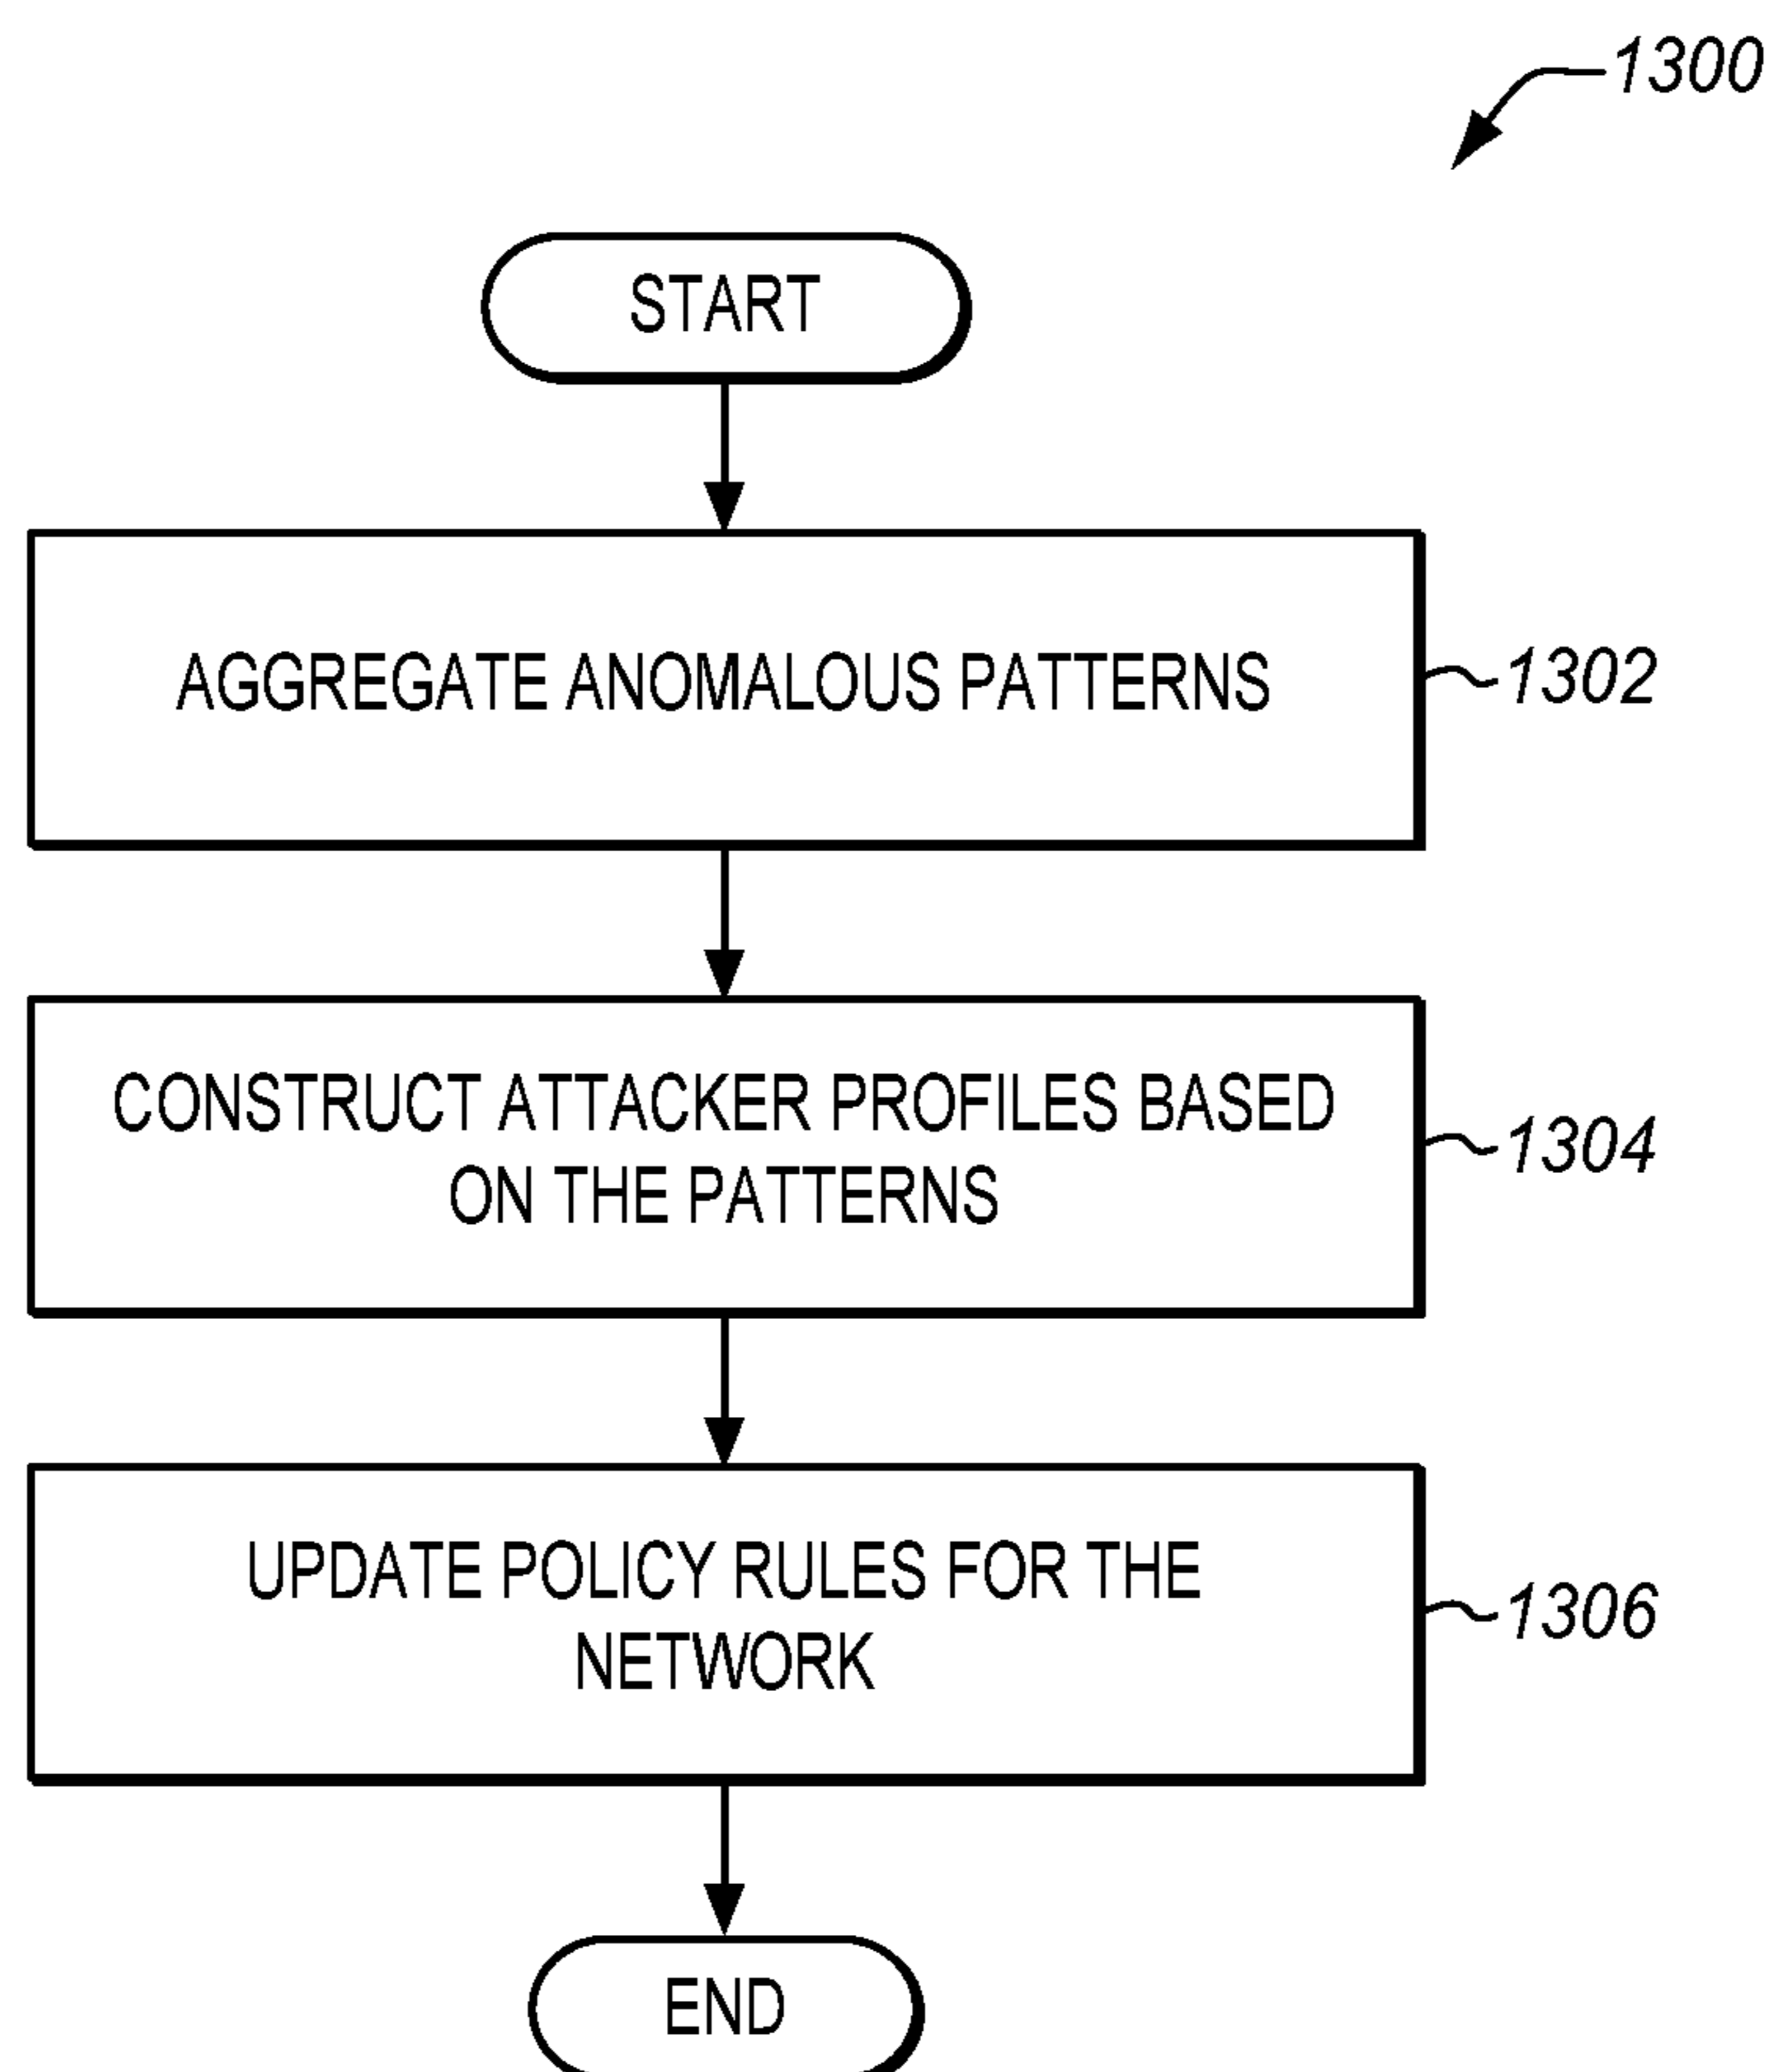 1300
START
AGGREGATE ANOMALOUS PATTERNS
1302
CONSTRUCT ATTACKER PROFILES BASED
ON THE PATTERNS
1304
UPDATE POLICY RULES FOR THE
NETWORK
1306
END